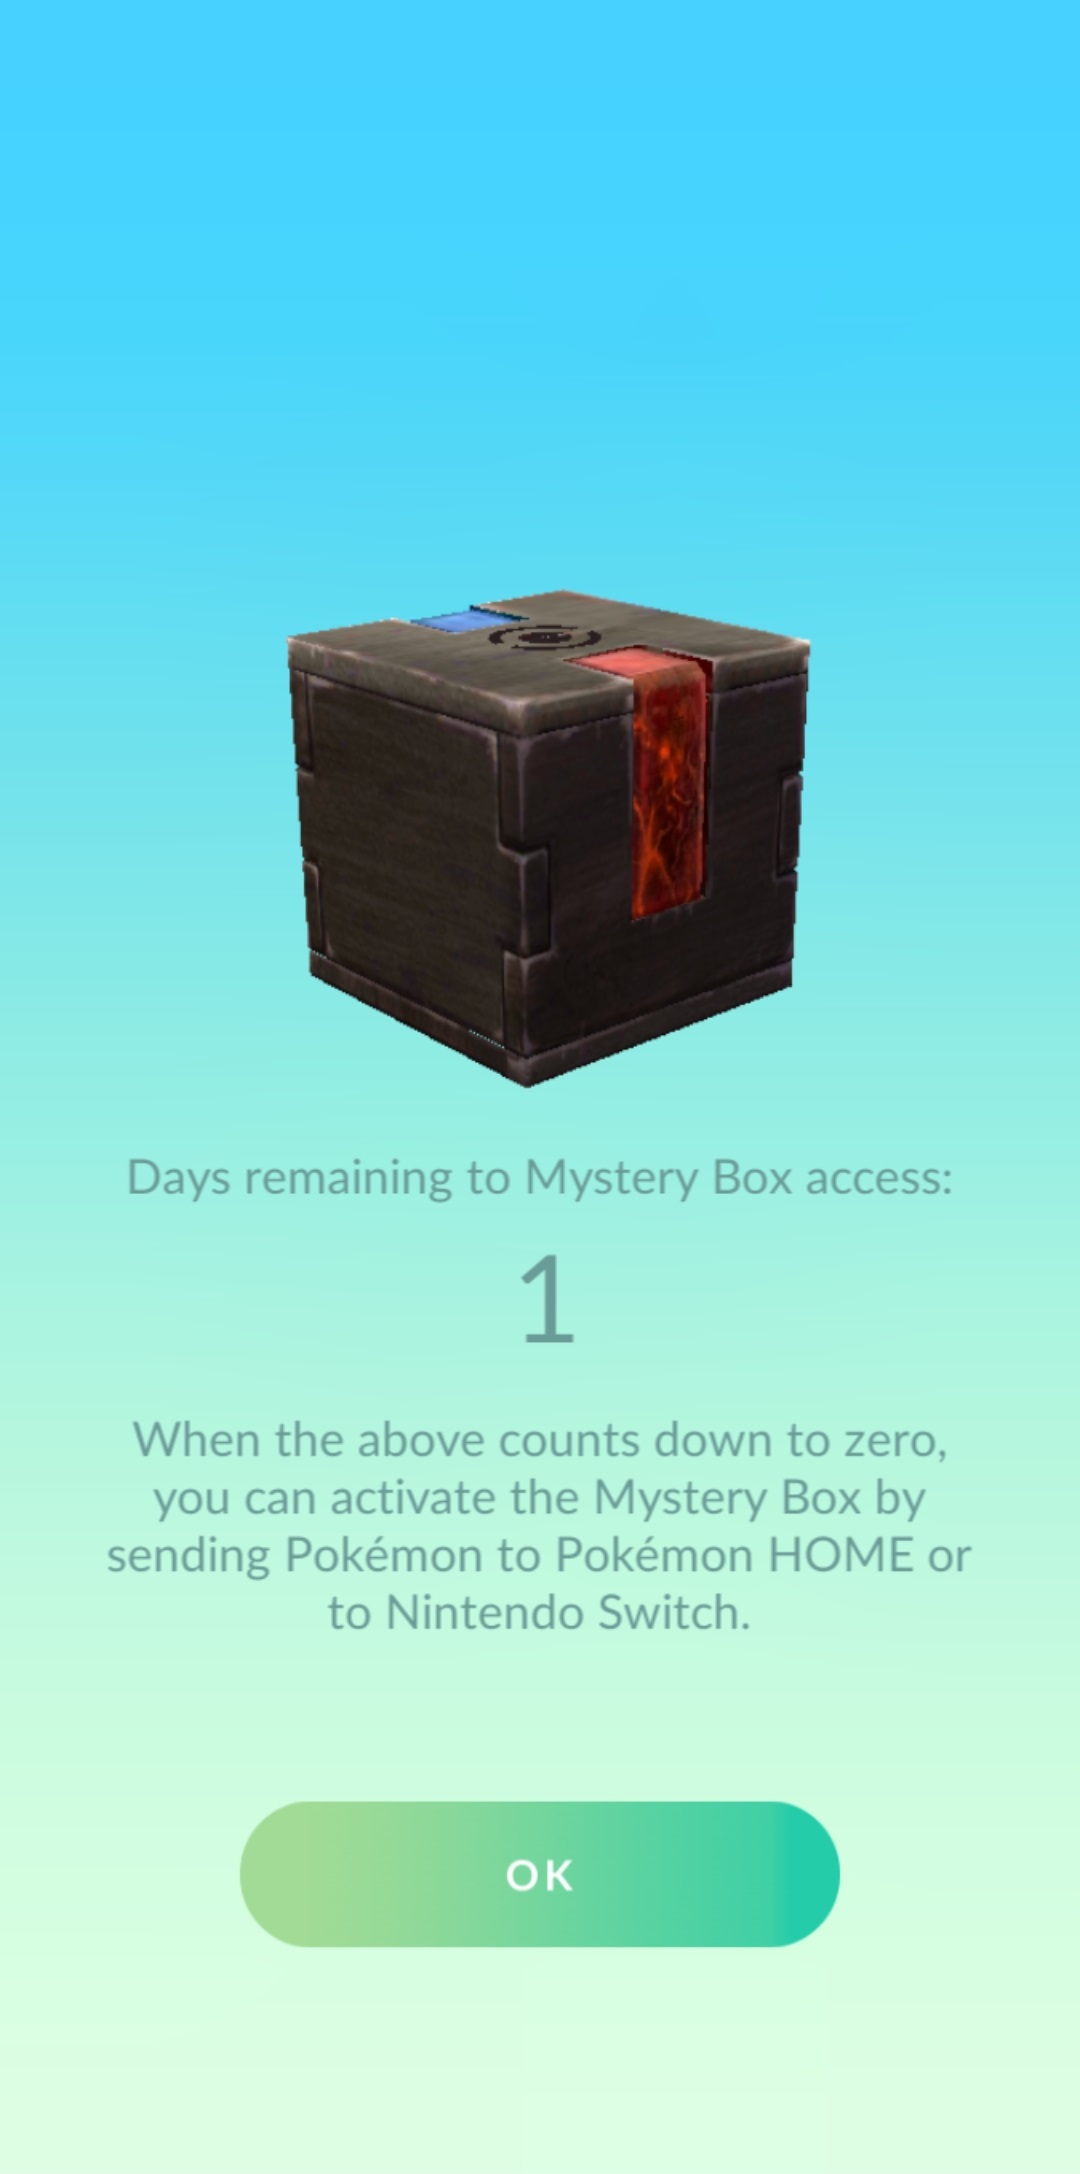 Days remaining to Mystery Box access:
1
When the above counts down to zero,
you can activate the Mystery Box by
sending Pokémon to Pokémon HOME or
to Nintendo Switch.
OK